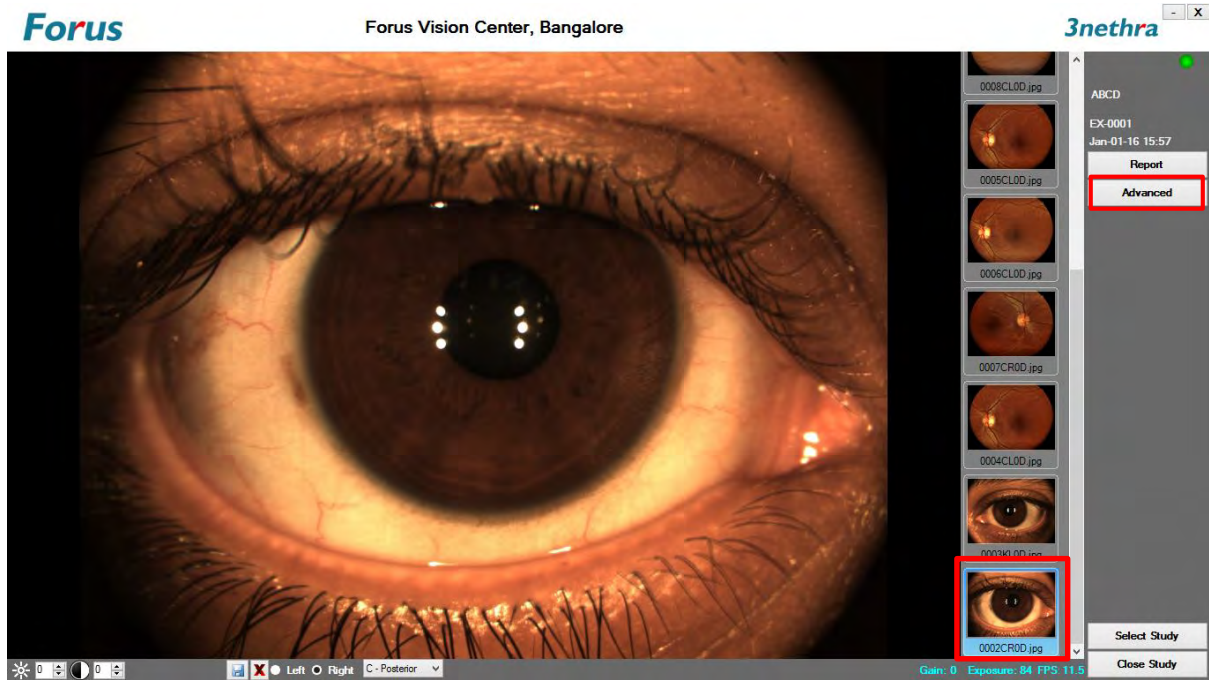 Forus
Forus Vision Center, Bangalore
3nethra
- X
0008CL0D.jpg
0005CL0D.jpg
0006CL0D.jpg
0007CR0D.jpg
0004CL0D.jpg
0003KL0D.jpg
0002CR0D.jpg
ABCD
EX-0001
Jan-01-16 15:57
Report
Advanced
Select Study
Close Study
0 0 X Left Right C - Posterior Gain: 0 Exposure: 84 FPS 11.5